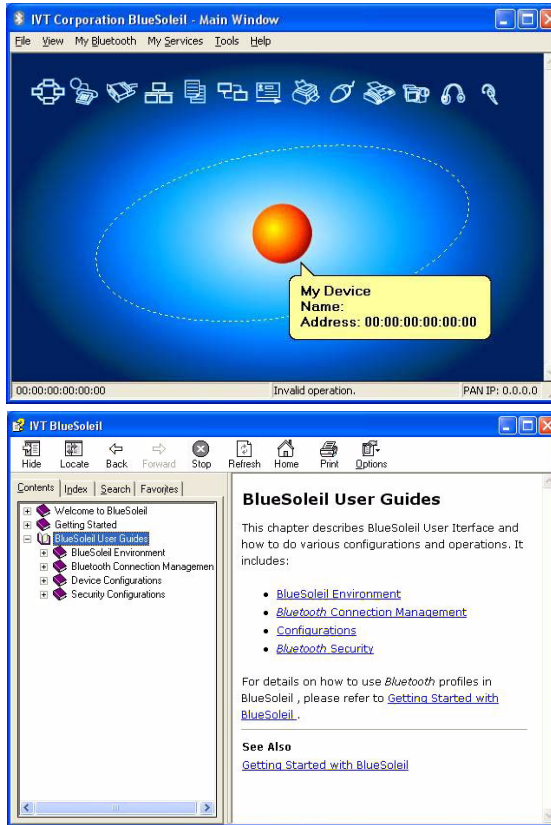 IVT Corporation BlueSoleil - Main Window
File View My Bluetooth My Services Tools Help
My Device
Name:
Address: 00:00:00:00:00:00
00:00:00:00:00:00 Invalid operation. PAN IP: 0.0.0.0
IVT BlueSoleil
Hide Locate Back Forward Stop Refresh Home Print Options
Contents Index Search Favorites
Welcome to BlueSoleil
Getting Started
BlueSoleil User Guides
BlueSoleil Environment
Bluetooth Connection Managemen
Device Configurations
Security Configurations
BlueSoleil User Guides
This chapter describes BlueSoleil User Iterface and
how to do various configurations and operations. It
includes:
• BlueSoleil Environment
• Bluetooth Connection Management
• Configurations
• Bluetooth Security
For details on how to use Bluetooth profiles in
BlueSoleil , please refer to Getting Started with
BlueSoleil .
See Also
Getting Started with BlueSoleil